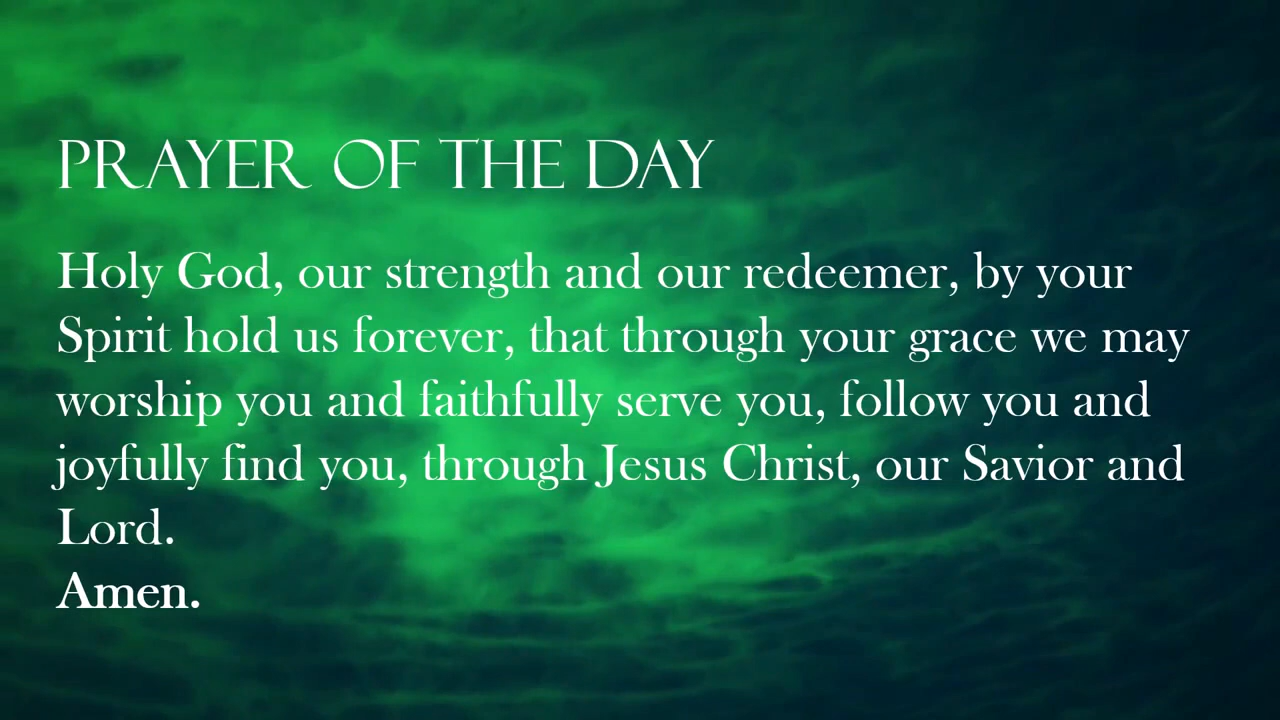 PRAYER OF THE DAY
Holy God, our strength and our redeemer, by your
Spirit hold us forever, that through your grace we may
worship you and faithfully serve you, follow you and
joyfully find you, through Jesus Christ, our Savior and
Lord.
Amen.